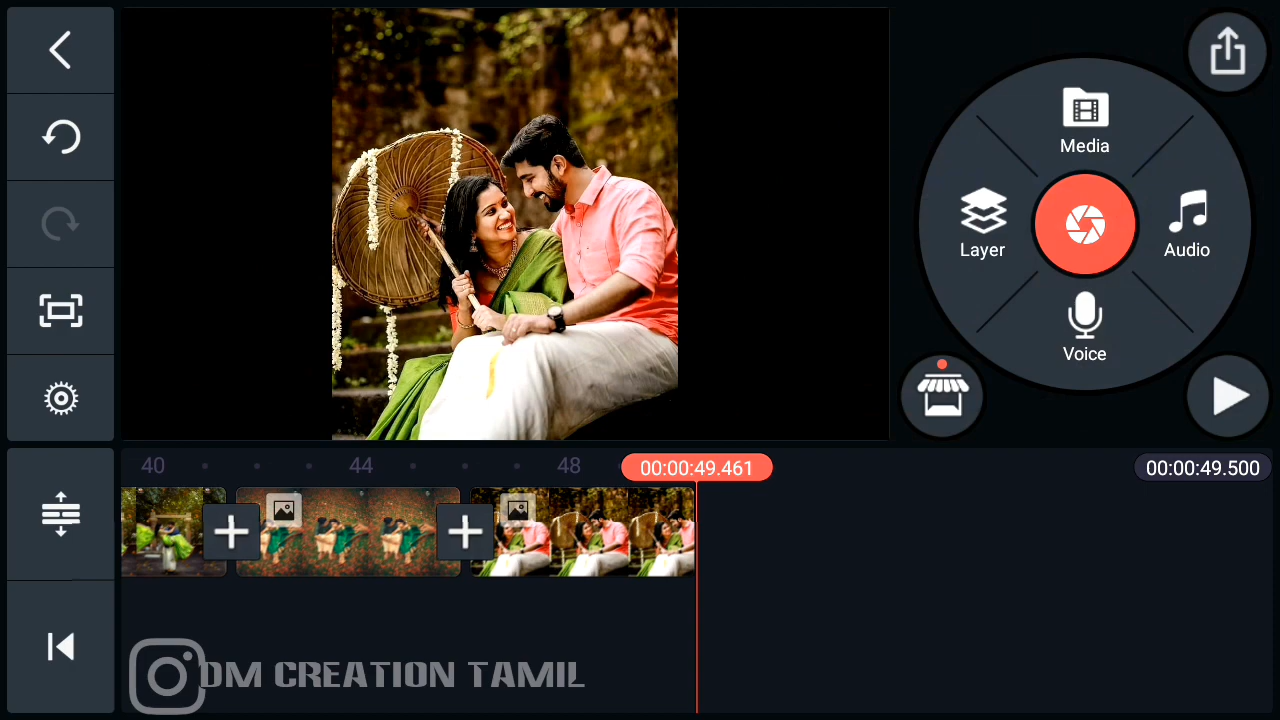 Media
Layer
Audio
Voice
40
44
48
00:00:49.461
00:00:49.500
DM CREATION TAMIL